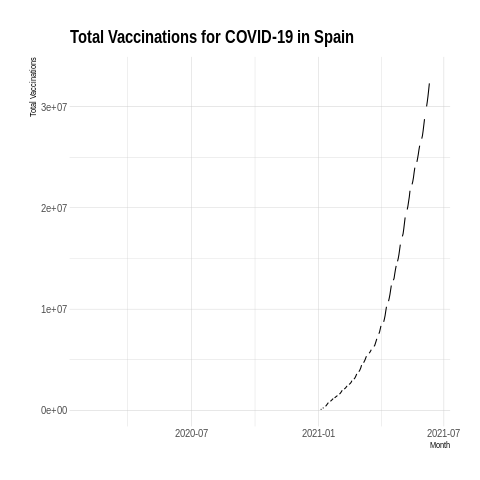 Total Vaccinations for COVID-19 in Spain
Total Vaccinations
3e+07
2e+07
1e+07
0e+00
2020-07
2021-01
2021-07
Month